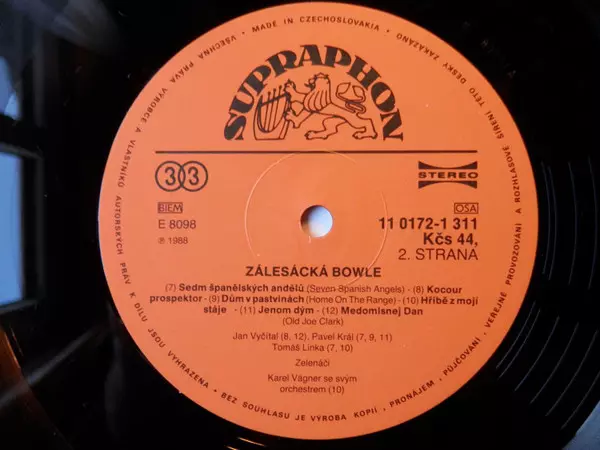 VŠECHNA PRÁVA VÝROBCE A VLASTNÍKŮ AUTORSKÝCH PRÁV K DÍLU JSOU VYHRAZENA • BEZ SOUHLASU JE VÝROBA KOPIÍ, PRONÁJEM, PŮJČOVÁNÍ, VEŘEJNÉ PROVOZOVÁNÍ A ROZHLASOVÉ ŠÍŘENÍ TÉTO DESKY ZAKÁZÁNO • MADE IN CZECHOSLOVAKIA •
SUPRAPHON
33
STEREO
BIEM
OSA
E 8098
℗ 1988
11 0172-1 311
Kčs 44,
2. STRANA
ZÁLESÁCKÁ BOWLE
(7) Sedm španělských andělů (Seven Spanish Angels) - (8) Kocour
prospektor - (9) Dům v pastvinách (Home On The Range) - (10) Hříbě z mojí
stáje - (11) Jenom dým - (12) Medomlsnej Dan
(Old Joe Clark)
Jan Vyčítal (8, 12), Pavel Král (7, 9, 11)
Tomáš Linka (7, 10)
Zelenáči
Karel Vágner se svým
orchestrem (10)